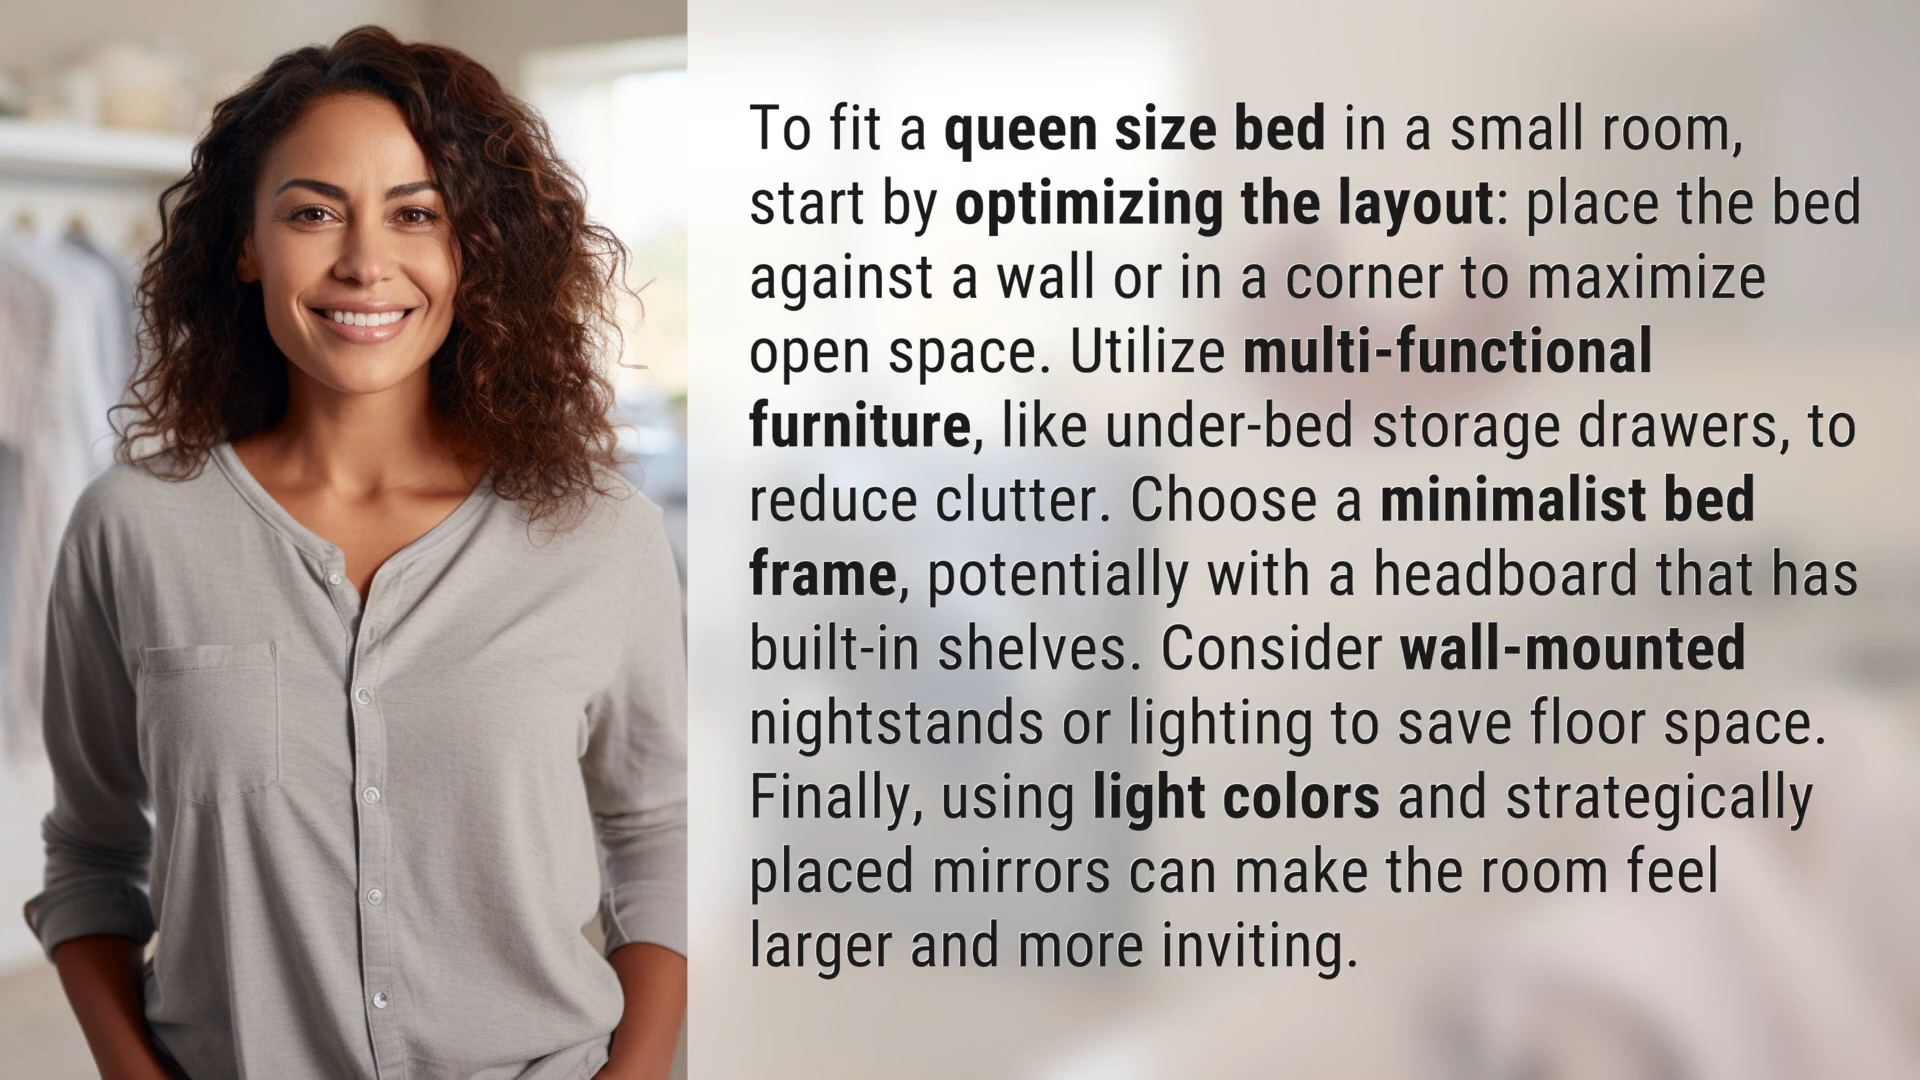 To fit a queen size bed in a small room,
start by optimizing the layout: place the bed
against a wall or in a corner to maximize
open space. Utilize multi-functional
furniture, like under-bed storage drawers, to
reduce clutter. Choose a minimalist bed
frame, potentially with a headboard that has
built-in shelves. Consider wall-mounted
nightstands or lighting to save floor space.
Finally, using light colors and strategically
placed mirrors can make the room feel
larger and more inviting.